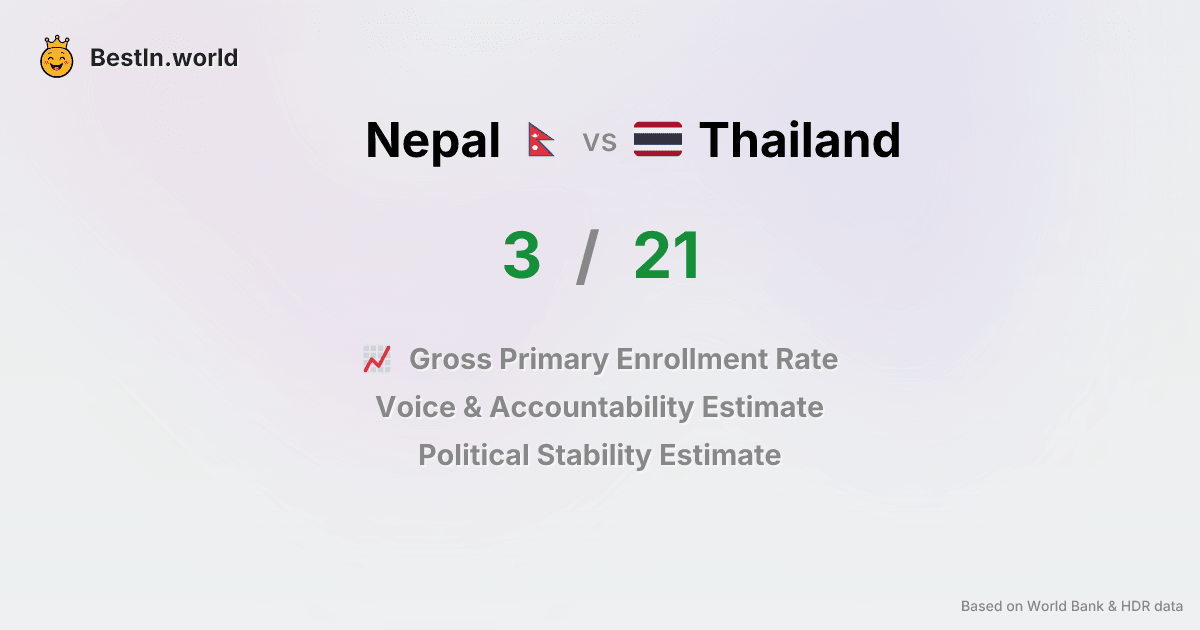 BestIn.world
Nepal vs Thailand
3 / 21
Gross Primary Enrollment Rate
Voice & Accountability Estimate
Political Stability Estimate
Based on World Bank & HDR data